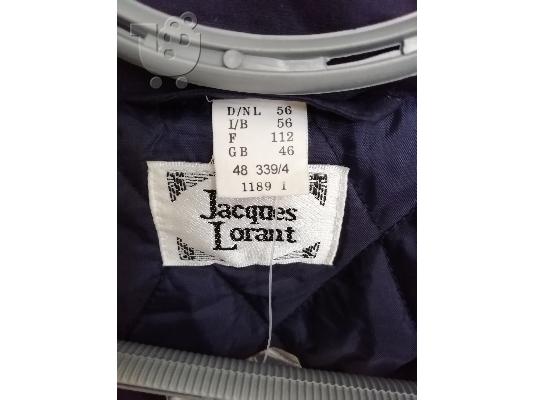 D/NL 56
I/B 56
F 112
GB 46
48 339/4
1189 1
Jacques
Lorant